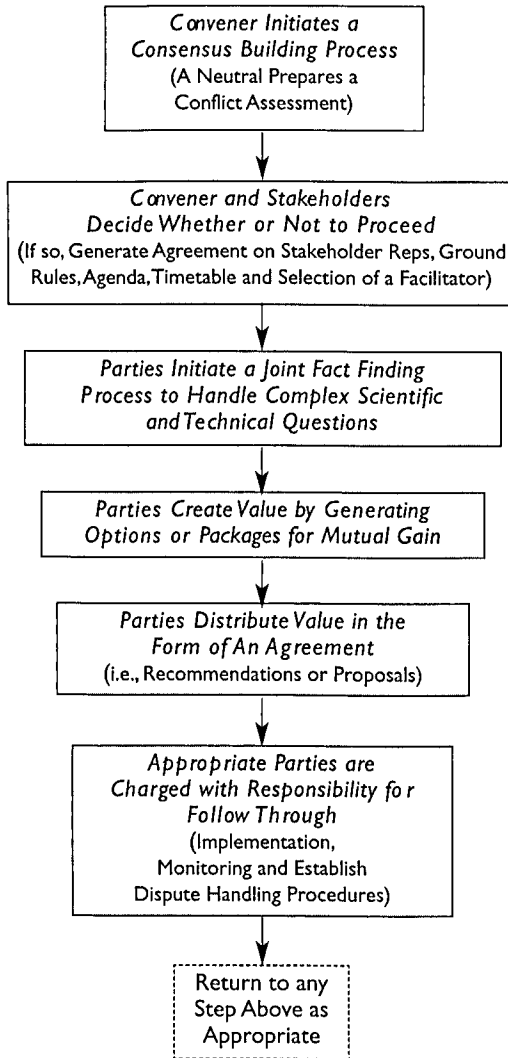 Convener Initiates a
Consensus Building Process
(A Neutral Prepares a
Conflict Assessment)
Convener and Stakeholders
Decide Whether or Not to Proceed
(If so, Generate Agreement on Stakeholder Reps, Ground
Rules, Agenda, Timetable and Selection of a Facilitator)
Parties Initiate a Joint Fact Finding
Process to Handle Complex Scientific
and Technical Questions
Parties Create Value by Generating
Options or Packages for Mutual Gain
Parties Distribute Value in the
Form of An Agreement
(i.e., Recommendations or Proposals)
Appropriate Parties are
Charged with Responsibility for
Follow Through
(Implementation,
Monitoring and Establish
Dispute Handling Procedures)
Return to any
Step Above as
Appropriate